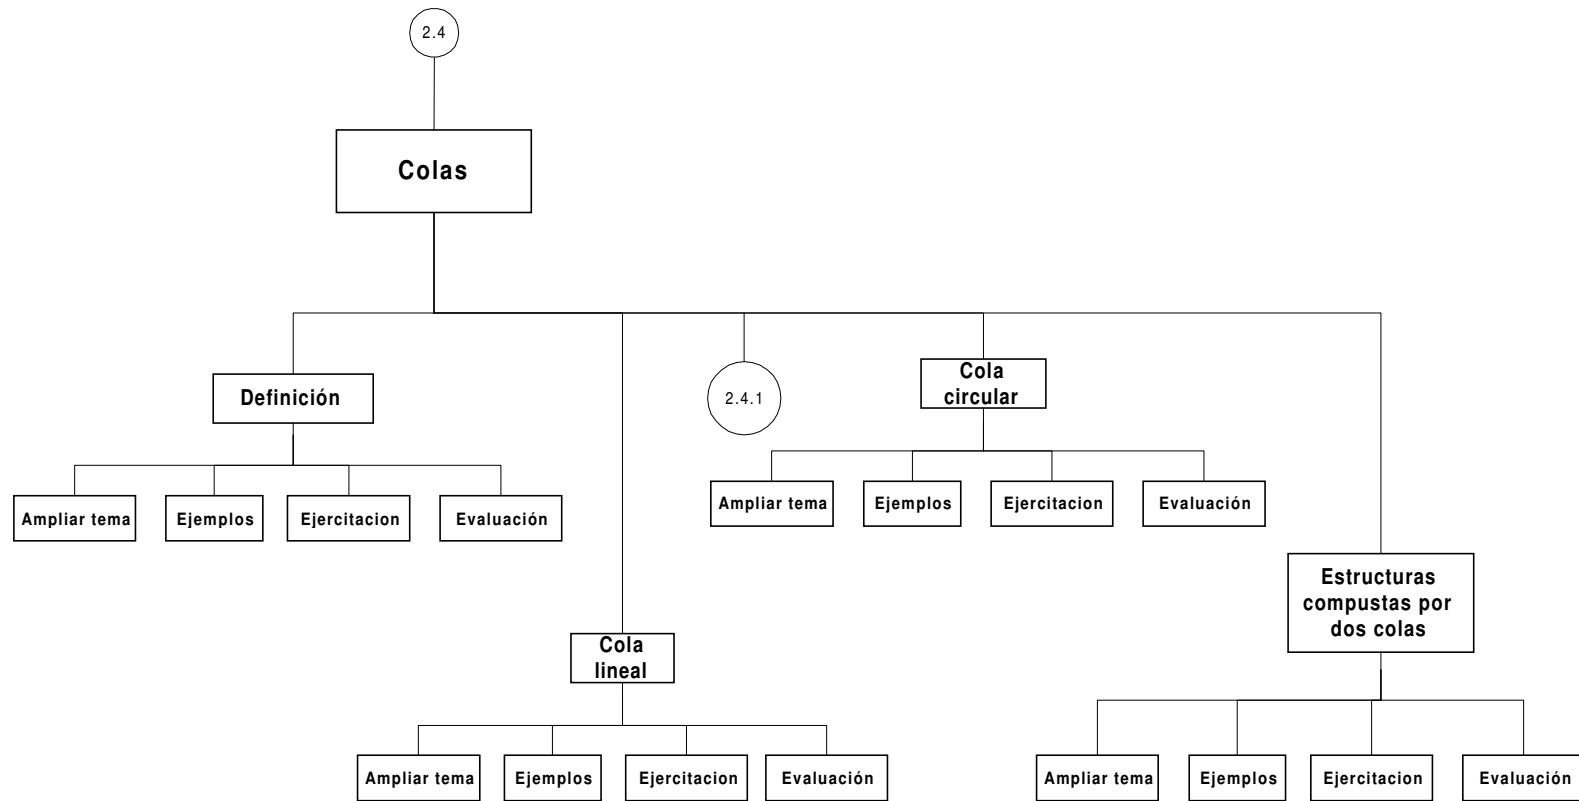 2.4
Colas
Definición
2.4.1
Cola
circular
Ampliar tema
Ejemplos
Ejercitacion
Evaluación
Ampliar tema
Ejemplos
Ejercitacion
Evaluación
Estructuras
compustas por
dos colas
Cola
lineal
Ampliar tema
Ejemplos
Ejercitacion
Evaluación
Ampliar tema
Ejemplos
Ejercitacion
Evaluación